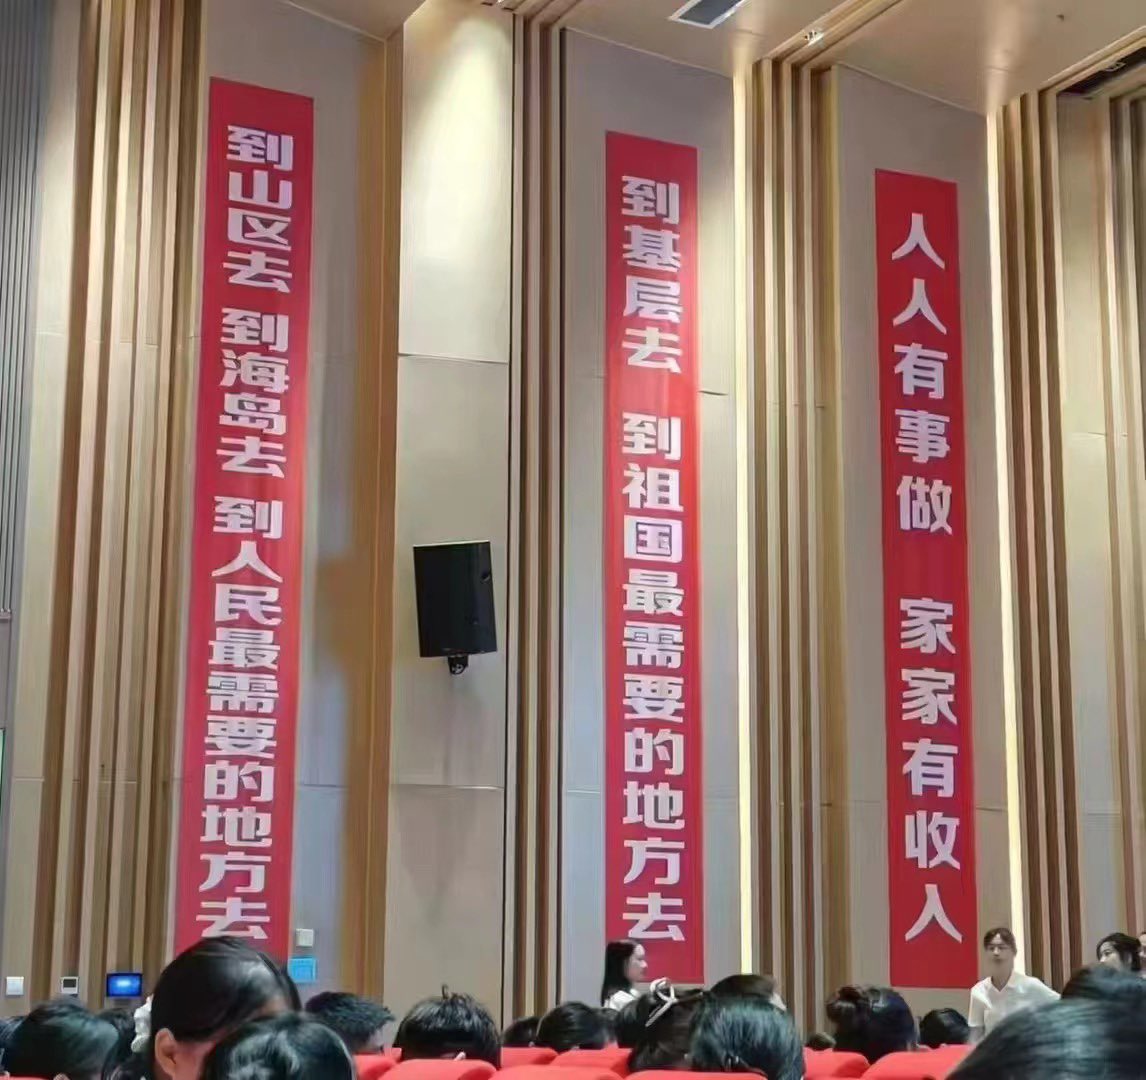 到山区去 到海岛去 到人民最需要的地方去
到基层去 到祖国最需要的地方去
人人有事做 家家有收入